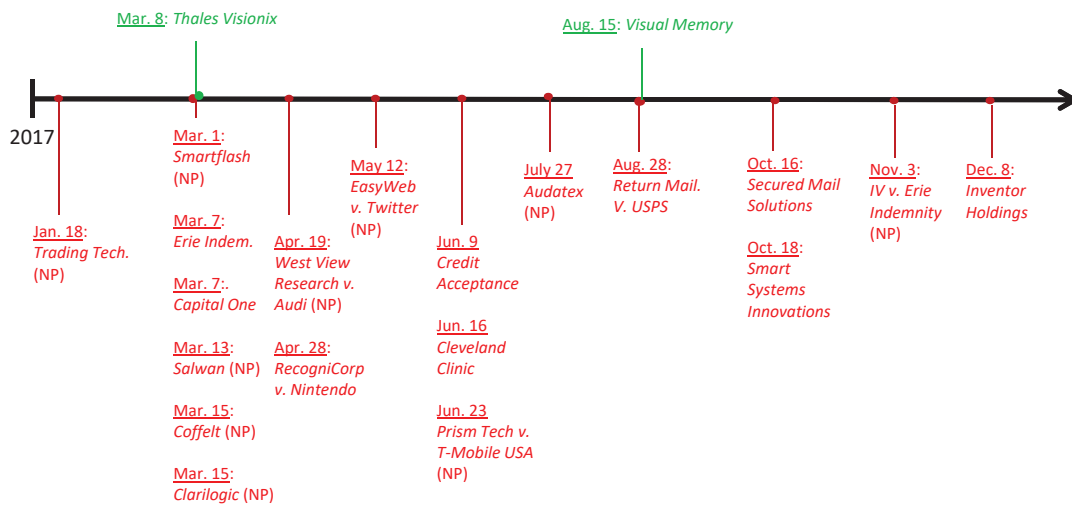 Mar. 8: Thales Visionix
Aug. 15: Visual Memory
2017
Jan. 18:
Trading Tech.
(NP)
Mar. 1:
Smartflash
(NP)
Mar. 7:
Erie Indem.
Mar. 7:.
Capital One
Mar. 13:
Salwan (NP)
Mar. 15:
Coffelt (NP)
Mar. 15:
Clarilogic (NP)
Apr. 19:
West View
Research v.
Audi (NP)
Apr. 28:
RecogniCorp
v. Nintendo
May 12:
EasyWeb
v. Twitter
(NP)
Jun. 9
Credit
Acceptance
Jun. 16
Cleveland
Clinic
Jun. 23
Prism Tech v.
T-Mobile USA
(NP)
July 27
Audatex
(NP)
Aug. 28:
Return Mail.
V. USPS
Oct. 16:
Secured Mail
Solutions
Oct. 18:
Smart
Systems
Innovations
Nov. 3:
IV v. Erie
Indemnity
(NP)
Dec. 8:
Inventor
Holdings